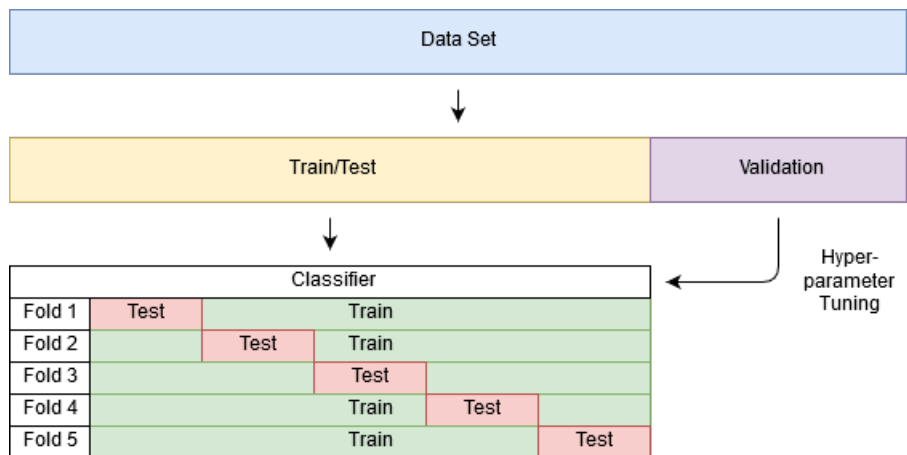 Data Set
Train/Test
Validation
Hyper-
parameter
Tuning
Classifier
Fold 1 Test Train
Fold 2 Test Train
Fold 3 Test
Fold 4 Train Test
Fold 5 Train Test